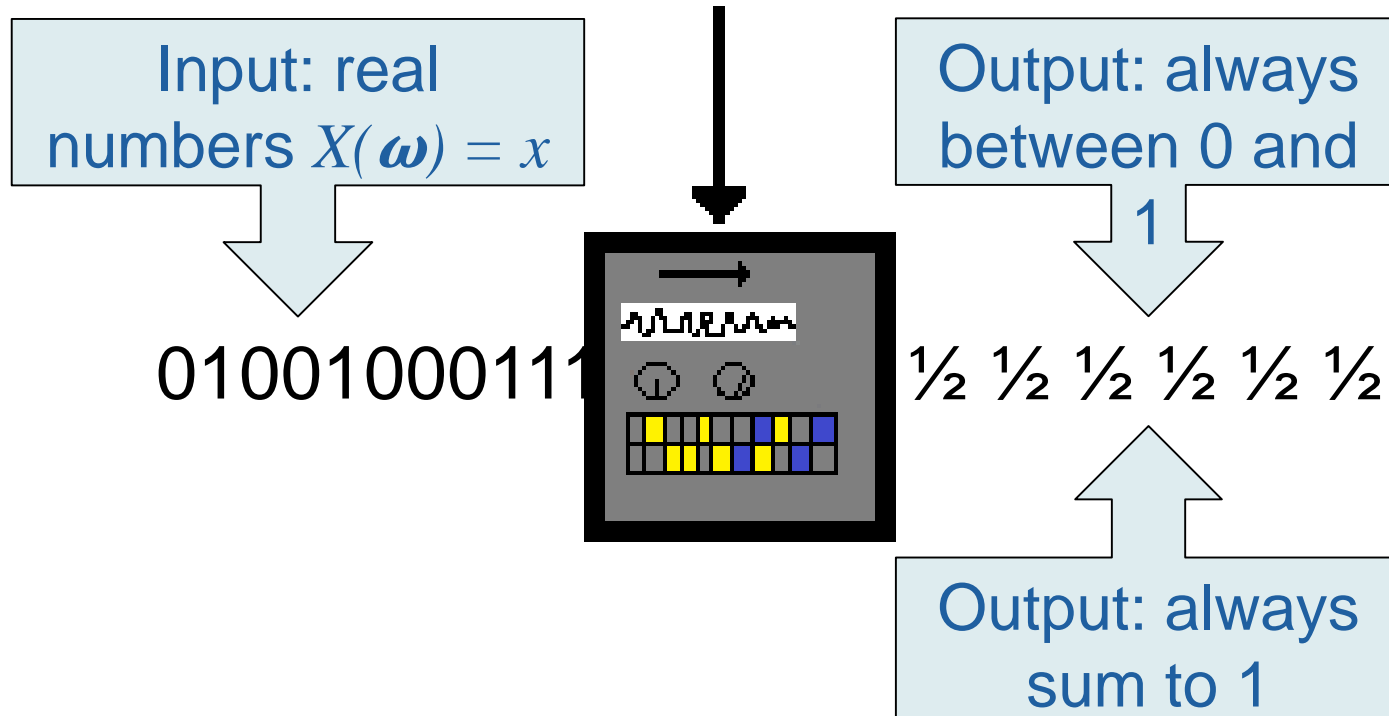 Input: real
numbers X(ω) = x
Output: always
between 0 and
1
01001000111
½ ½ ½ ½ ½ ½
Output: always
sum to 1